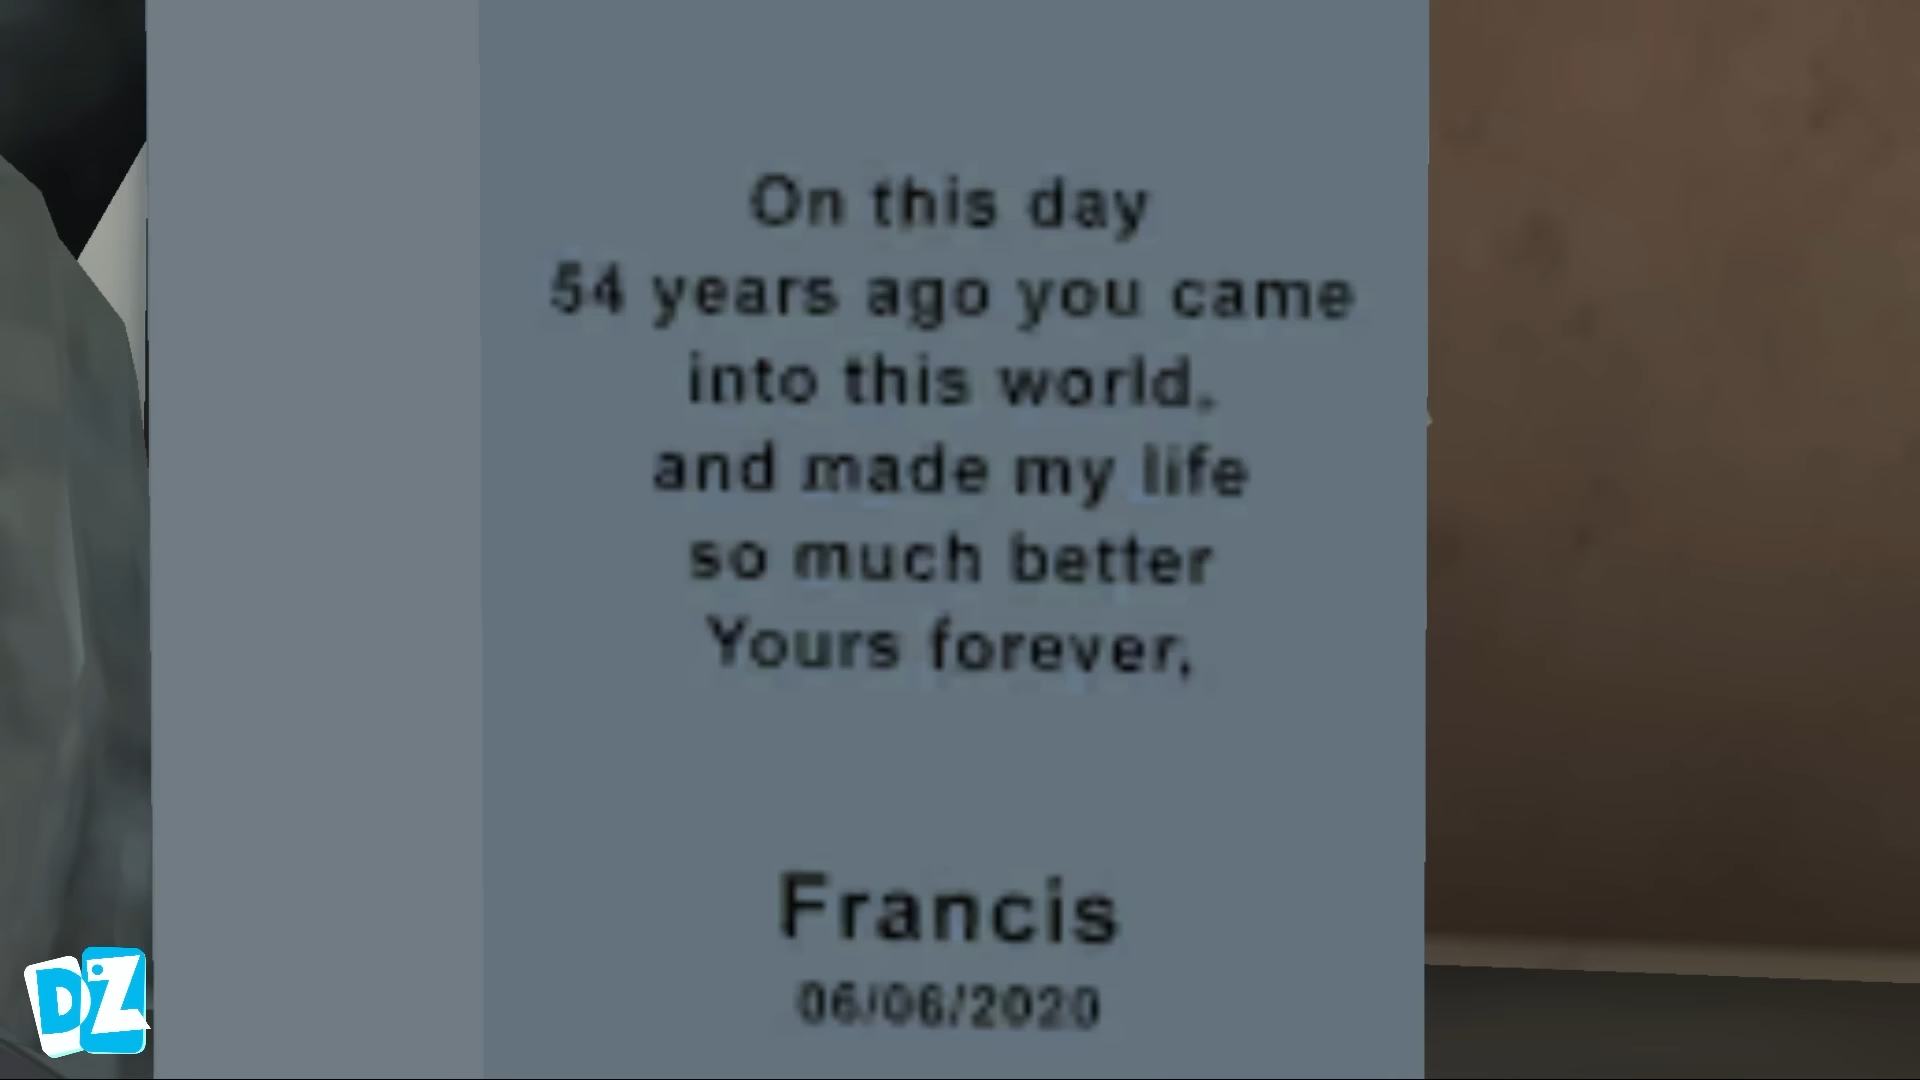 On this day
54 years ago you came
into this world,
and made my life
so much better
Yours forever,
Francis
06/06/2020
DZ